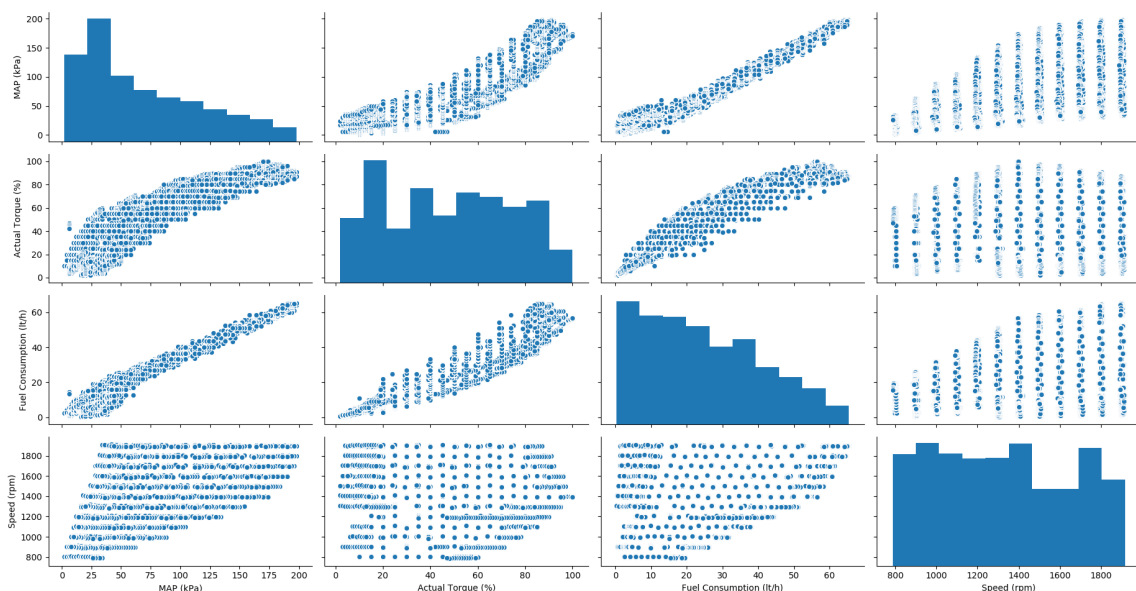 MAP (kPa)
200
150
100
50
0
Actual Torque (%)
100
80
60
40
20
0
Fuel Consumption (lt/h)
60
40
20
0
Speed (rpm)
1800
1600
1400
1200
1000
800
0 25 50 75 100 125 150 175 200
MAP (kPa)
0 20 40 60 80 100
Actual Torque (%)
0 10 20 30 40 50 60
Fuel Consumption (lt/h)
800 1000 1200 1400 1600 1800
Speed (rpm)